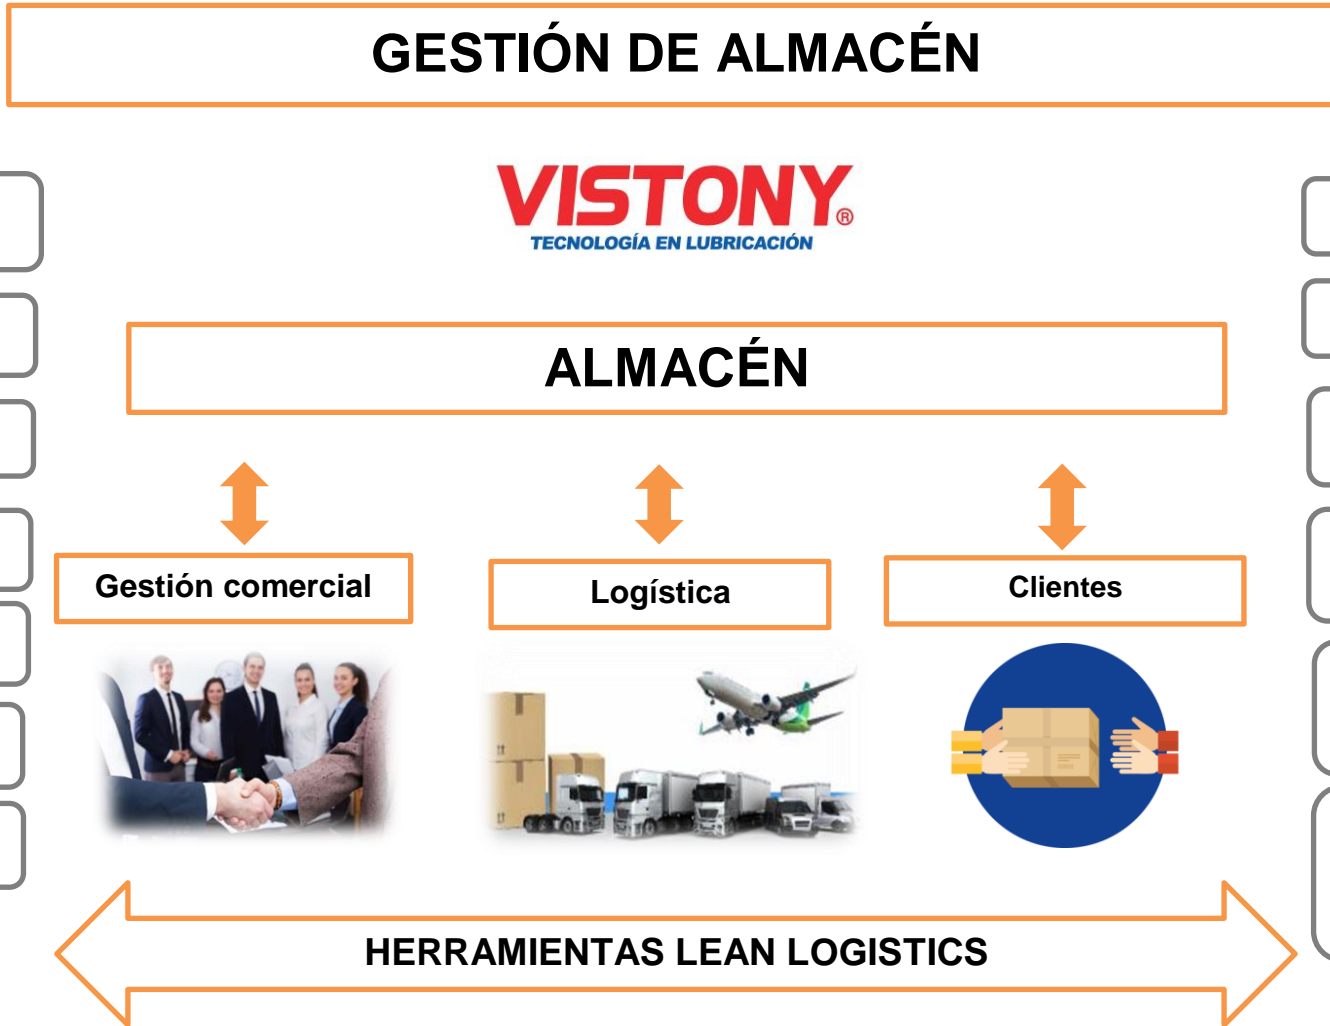 GESTIÓN DE ALMACÉN
VISTONY®
TECNOLOGÍA EN LUBRICACIÓN
ALMACÉN
Gestión comercial
Logística
Clientes
HERRAMIENTAS LEAN LOGISTICS